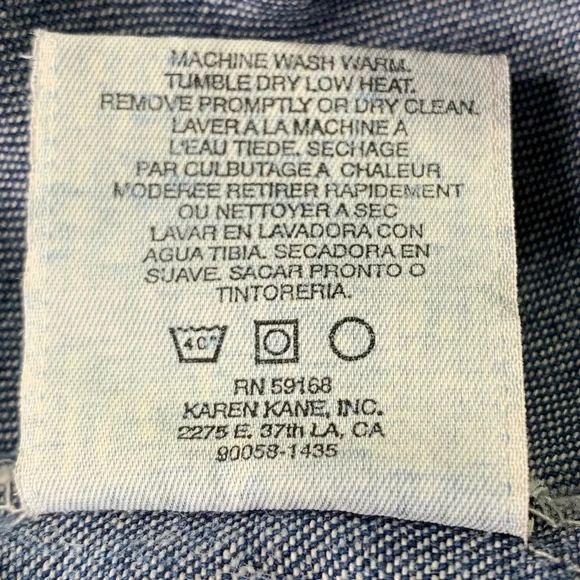 MACHINE WASH WARM.
TUMBLE DRY LOW HEAT.
REMOVE PROMPTLY OR DRY CLEAN.
LAVER A LA MACHINE A
L'EAU TIEDE. SECHAGE
PAR CULBUTAGE A CHALEUR
MODEREE RETIRER RAPIDEMENT
OU NETTOYER A SEC
LAVAR EN LAVADORA CON
AGUA TIBIA. SECADORA EN
SUAVE. SACAR PRONTO O
TINTORERIA.
40°
RN 59168
KAREN KANE, INC.
2275 E. 37th LA, CA
90058-1435